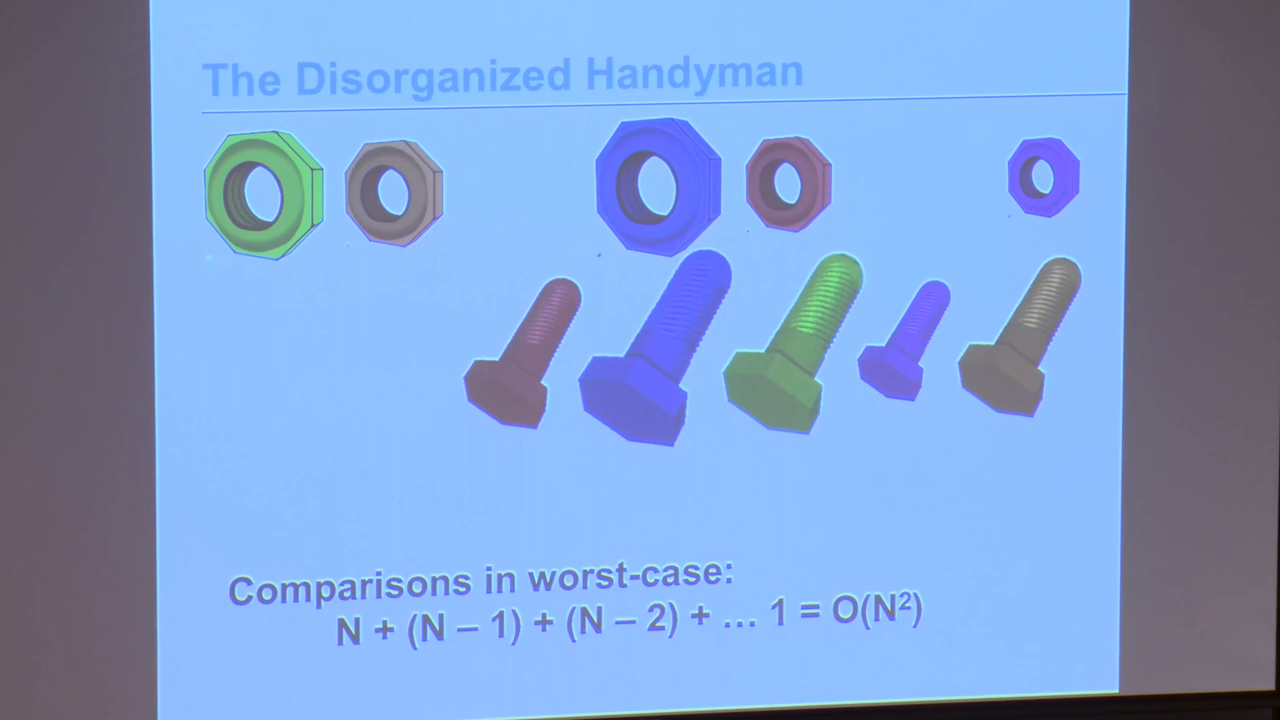 The Disorganized Handyman
Comparisons in worst-case:
N + (N – 1) + (N – 2) + … 1 = O(N²)